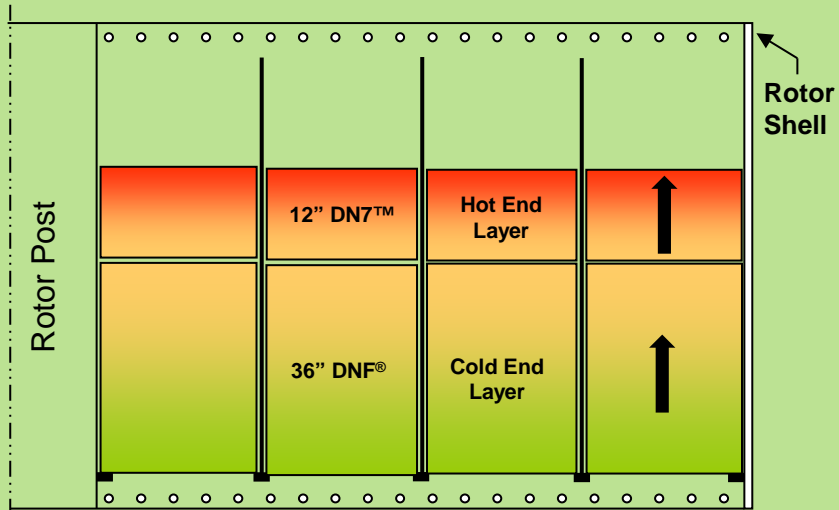 Rotor
Shell
Rotor Post
12” DN7™
Hot End
Layer
36” DNF®
Cold End
Layer